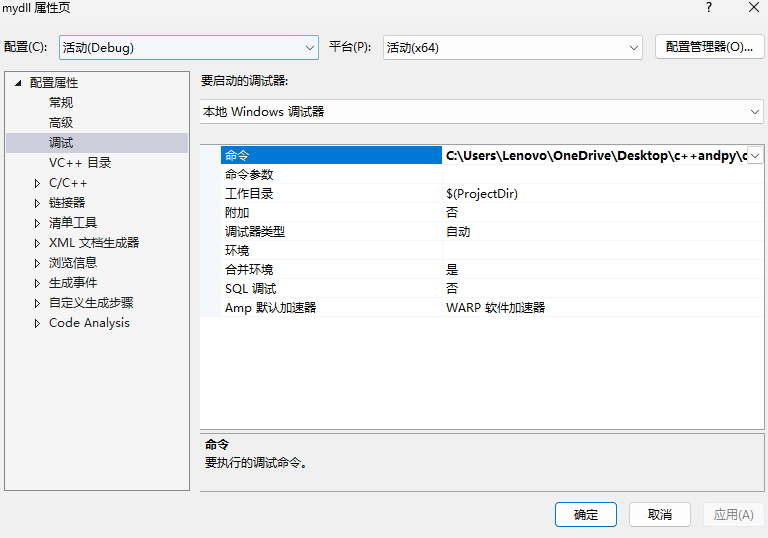 mydll 属性页
配置(C): 活动(Debug) 平台(P): 活动(x64) 配置管理器(O)...
配置属性
常规
高级
调试
VC++ 目录
C/C++
链接器
清单工具
XML 文档生成器
浏览信息
生成事件
自定义生成步骤
Code Analysis
要启动的调试器:
本地 Windows 调试器
命令 C:\Users\Lenovo\OneDrive\Desktop\c++andpy\c
命令参数
工作目录 $(ProjectDir)
附加 否
调试器类型 自动
环境
合并环境 是
SQL 调试 否
Amp 默认加速器 WARP 软件加速器
命令
要执行的调试命令。
确定 取消 应用(A)